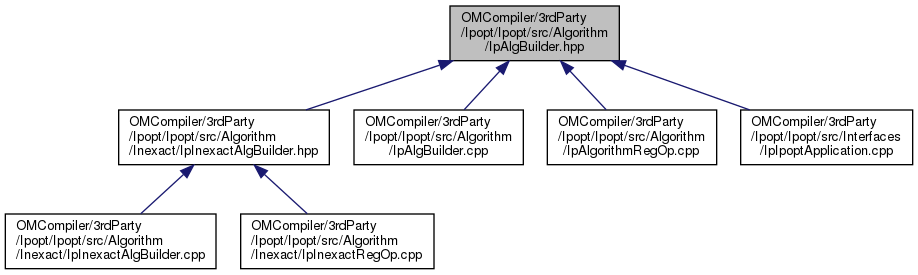 OMCompiler/3rdParty
/Ipopt/Ipopt/src/Algorithm
/IpAlgBuilder.hpp
OMCompiler/3rdParty
/Ipopt/Ipopt/src/Algorithm
/Inexact/IpInexactAlgBuilder.hpp
OMCompiler/3rdParty
/Ipopt/Ipopt/src/Algorithm
/IpAlgBuilder.cpp
OMCompiler/3rdParty
/Ipopt/Ipopt/src/Algorithm
/IpAlgorithmRegOp.cpp
OMCompiler/3rdParty
/Ipopt/Ipopt/src/Interfaces
/IpIpoptApplication.cpp
OMCompiler/3rdParty
/Ipopt/Ipopt/src/Algorithm
/Inexact/IpInexactAlgBuilder.cpp
OMCompiler/3rdParty
/Ipopt/Ipopt/src/Algorithm
/Inexact/IpInexactRegOp.cpp